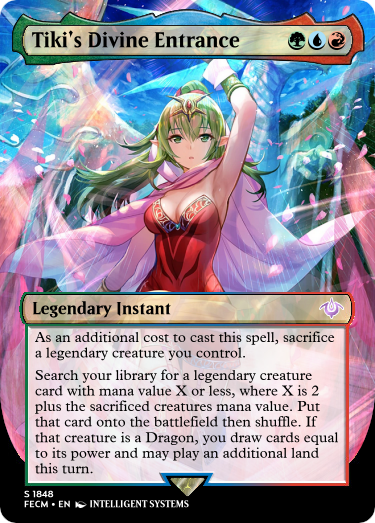 Tiki's Divine Entrance
Legendary Instant
As an additional cost to cast this spell, sacrifice
a legendary creature you control.
Search your library for a legendary creature
card with mana value X or less, where X is 2
plus the sacrificed creatures mana value. Put
that card onto the battlefield then shuffle. If
that creature is a Dragon, you draw cards equal
to its power and may play an additional land
this turn.
S 1848
FECM • EN INTELLIGENT SYSTEMS